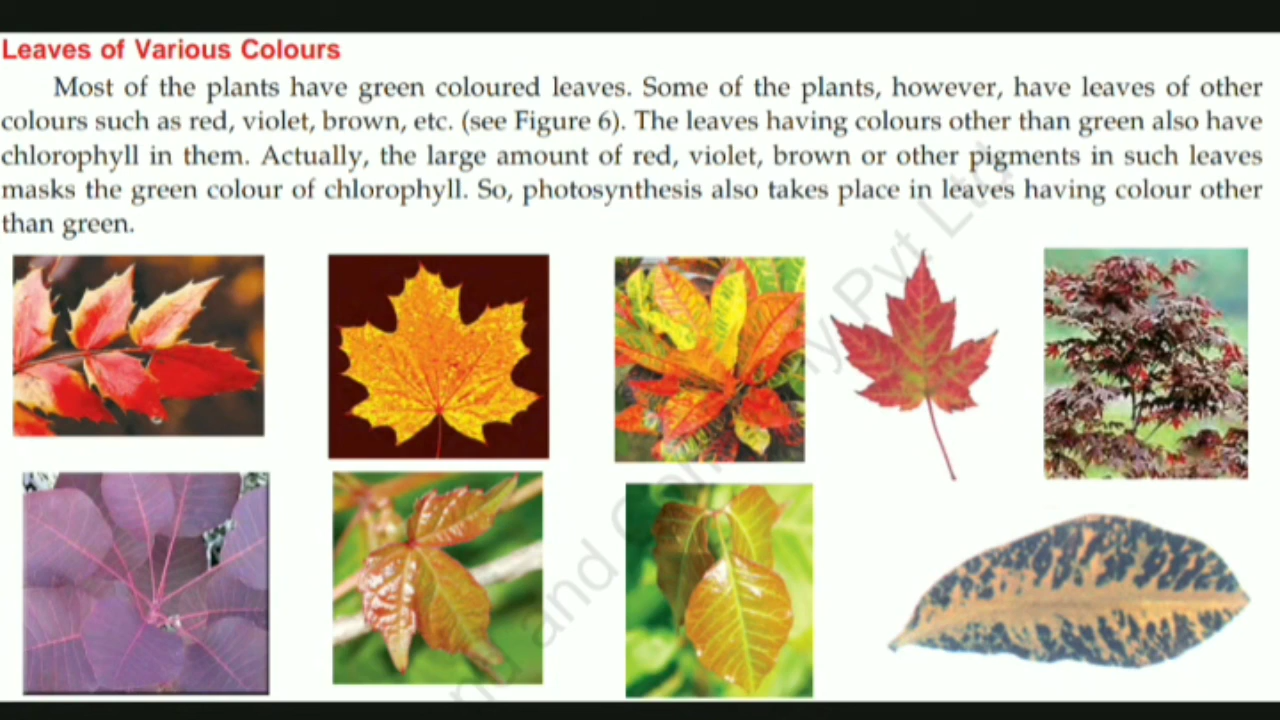 Leaves of Various Colours
Most of the plants have green coloured leaves. Some of the plants, however, have leaves of other
colours such as red, violet, brown, etc. (see Figure 6). The leaves having colours other than green also have
chlorophyll in them. Actually, the large amount of red, violet, brown or other pigments in such leaves
masks the green colour of chlorophyll. So, photosynthesis also takes place in leaves having colour other
than green.
and
Pvt Ltd